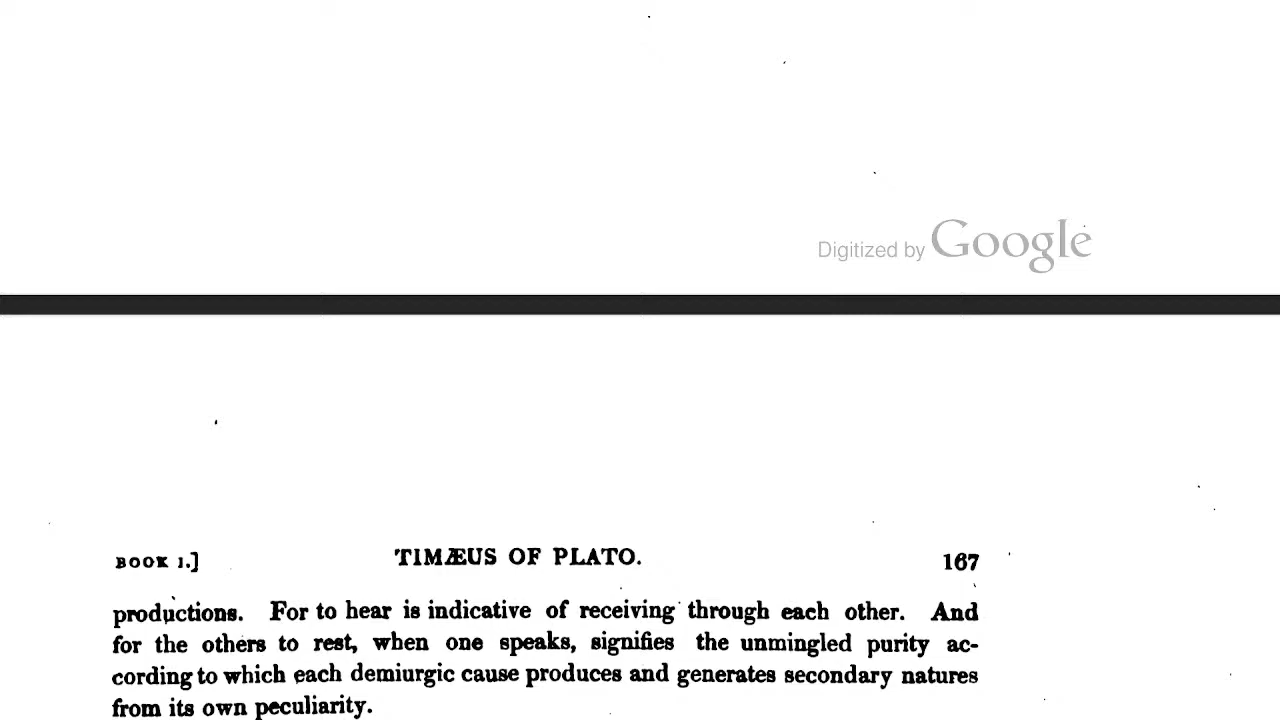 Digitized by Google
BOOK I.] TIMÆUS OF PLATO. 167
productions. For to hear is indicative of receiving through each other. And
for the others to rest, when one speaks, signifies the unmingled purity ac-
cording to which each demiurgic cause produces and generates secondary natures
from its own peculiarity.